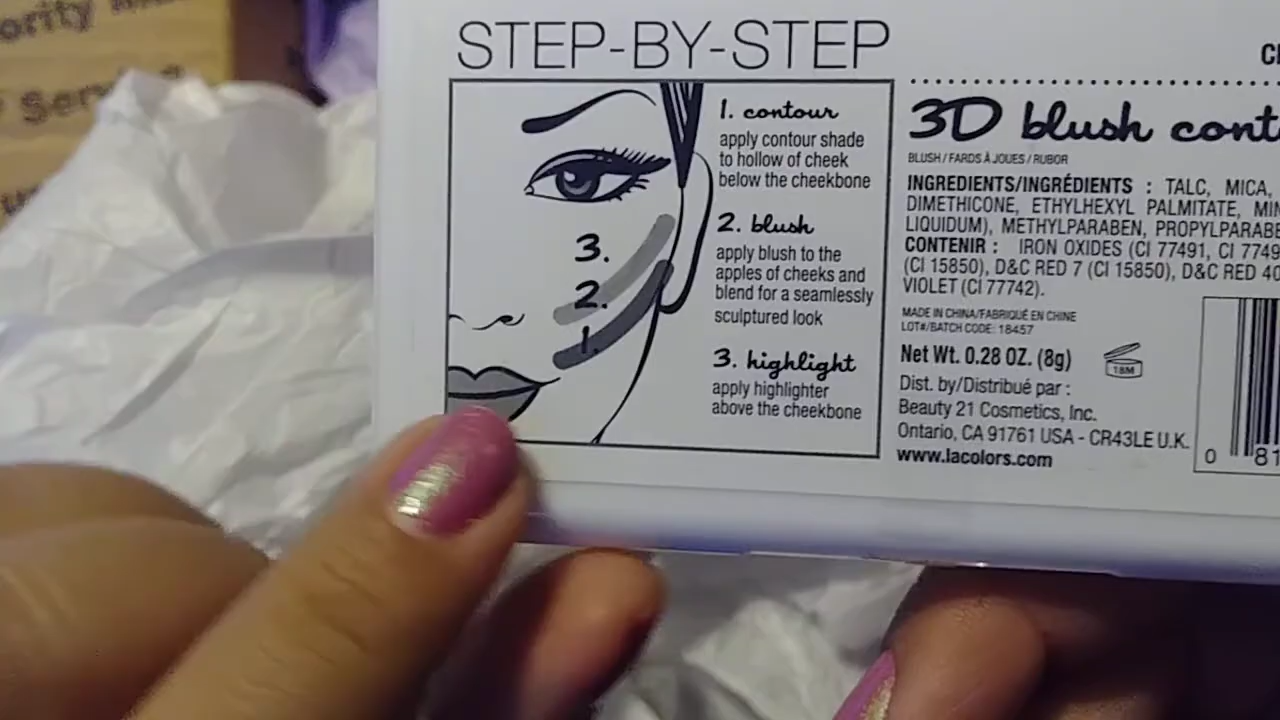 ority
Serv
STEP-BY-STEP
1. contour
apply contour shade
to hollow of cheek
below the cheekbone
2. blush
apply blush to the
apples of cheeks and
blend for a seamlessly
sculptured look
3. highlight
apply highlighter
above the cheekbone
3.
2.
1.
3D blush cont
BLUSH / FARDS À JOUES / RUBOR
INGREDIENTS/INGRÉDIENTS : TALC, MICA,
DIMETHICONE, ETHYLHEXYL PALMITATE, MIN
LIQUIDUM), METHYLPARABEN, PROPYLPARABE
CONTENIR : IRON OXIDES (CI 77491, CI 7749
(CI 15850), D&C RED 7 (CI 15850), D&C RED 40
VIOLET (CI 77742).
MADE IN CHINA/FABRIQUÉ EN CHINE
LOT#/BATCH CODE: 18457
Net Wt. 0.28 OZ. (8g)
18M
Dist. by/Distribué par :
Beauty 21 Cosmetics, Inc.
Ontario, CA 91761 USA - CR43LE U.K.
www.lacolors.com
0 81